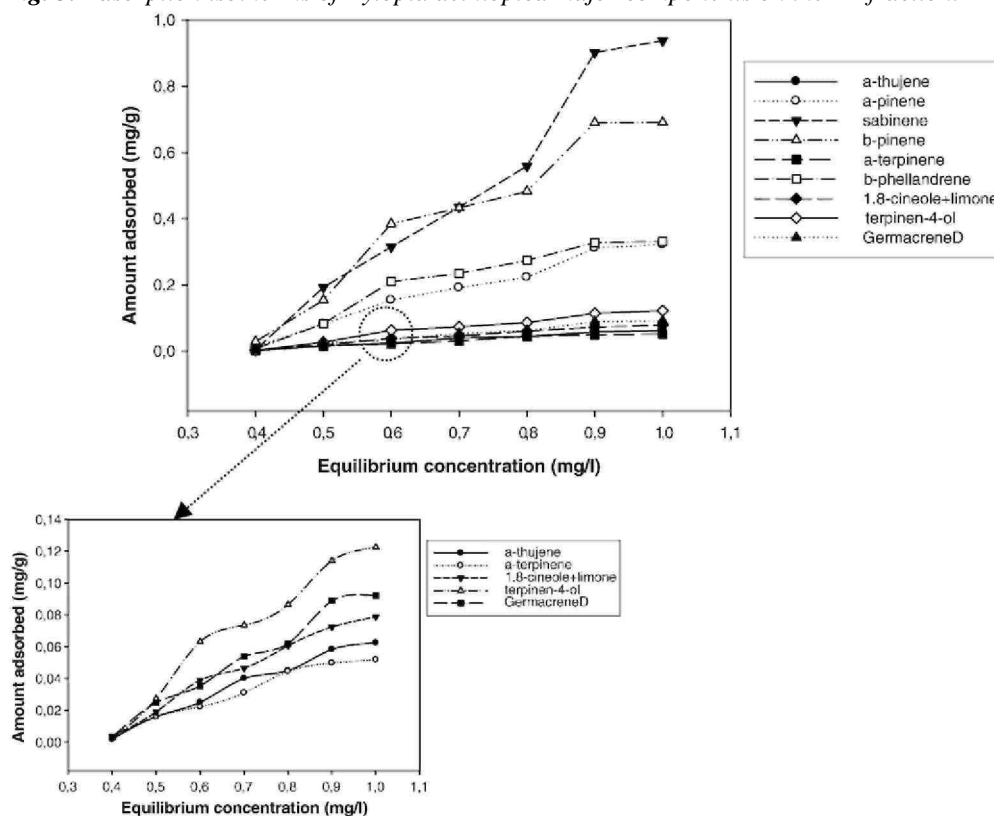 Amount adsorbed (mg/g)
1,0
0,8
0,6
0,4
0,2
0,0
0,3 0,4 0,5 0,6 0,7 0,8 0,9 1,0 1,1
Equilibrium concentration (mg/l)
a-thujene
a-pinene
sabinene
b-pinene
a-terpinene
b-phellandrene
1.8-cineole+limone
terpinen-4-ol
GermacreneD
Amount adsorbed (mg/g)
0,14
0,12
0,10
0,08
0,06
0,04
0,02
0,00
0,3 0,4 0,5 0,6 0,7 0,8 0,9 1,0 1,1
Equilibrium concentration (mg/l)
a-thujene
a-terpinene
1.8-cineole+limone
terpinen-4-ol
GermacreneD